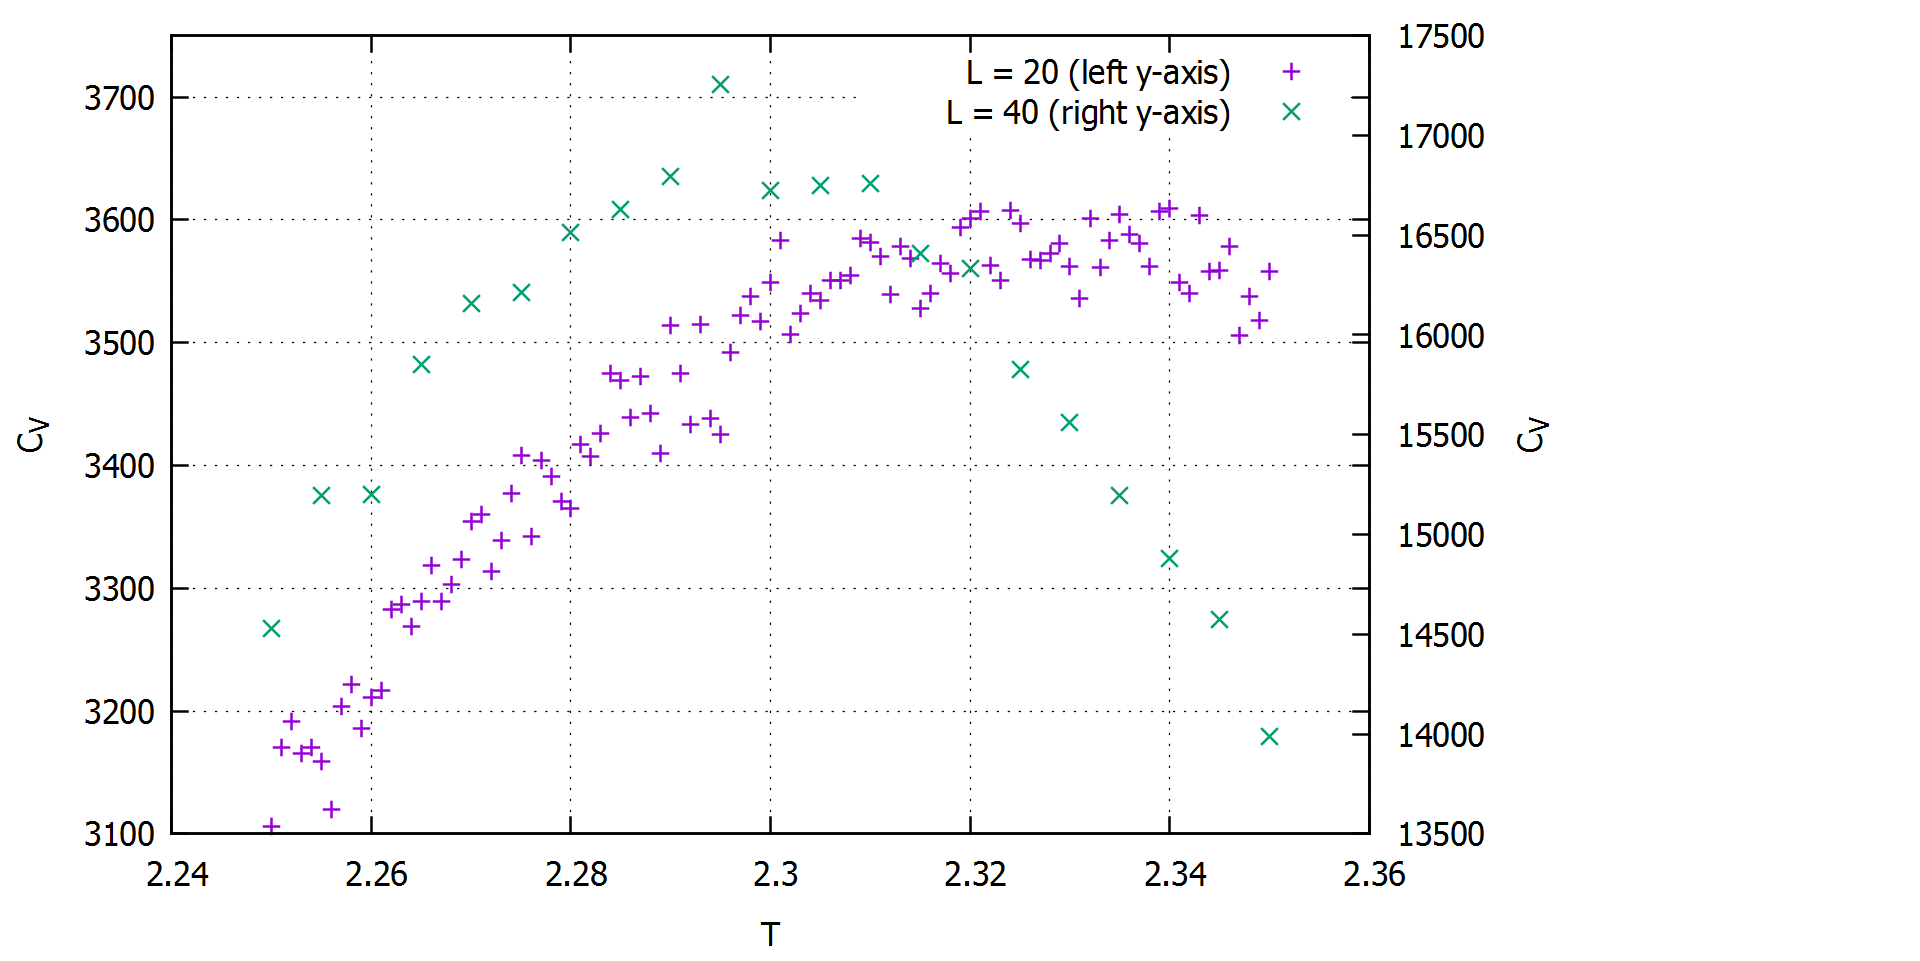 L = 20 (left y-axis)
L = 40 (right y-axis)
3700
3600
3500
3400
3300
3200
3100
Cv
17500
17000
16500
16000
15500
15000
14500
14000
13500
Cv
2.24 2.26 2.28 2.3 2.32 2.34 2.36
T